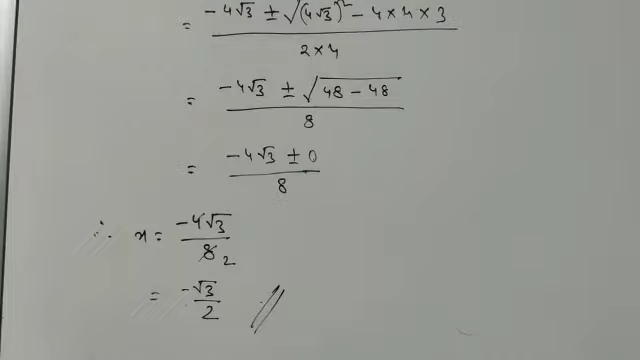 = (-4√3 ± √((4√3)² - 4 × 4 × 3)) / (2 × 4)
= (-4√3 ± √(48 - 48)) / 8
= (-4√3 ± 0) / 8
∴ x = -4√3 / 8 2
= -√3 / 2